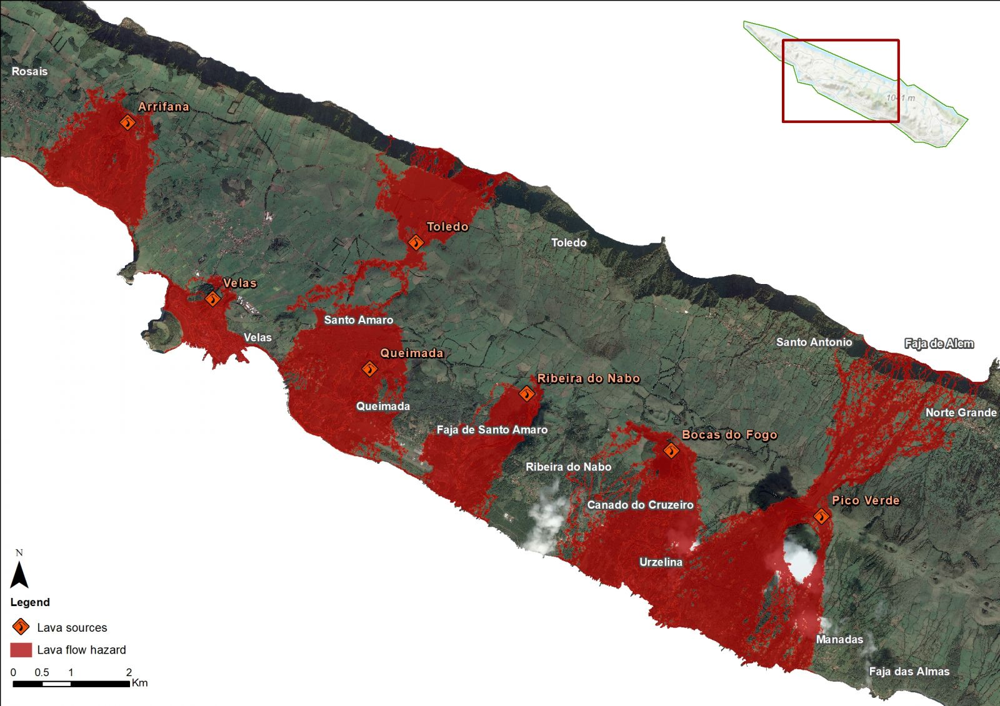 Rosais
Arrifana
1041 m
Toledo
Toledo
Velas
Santo Amaro
Velas
Santo Antonio
Faja de Alem
Queimada
Ribeira do Nabo
Queimada
Norte Grande
Faja de Santo Amaro
Bocas do Fogo
Ribeira do Nabo
Canado do Cruzeiro
Pico Verde
Urzelina
Manadas
Faja das Almas
N
Legend
Lava sources
Lava flow hazard
0 0.5 1 2
Km